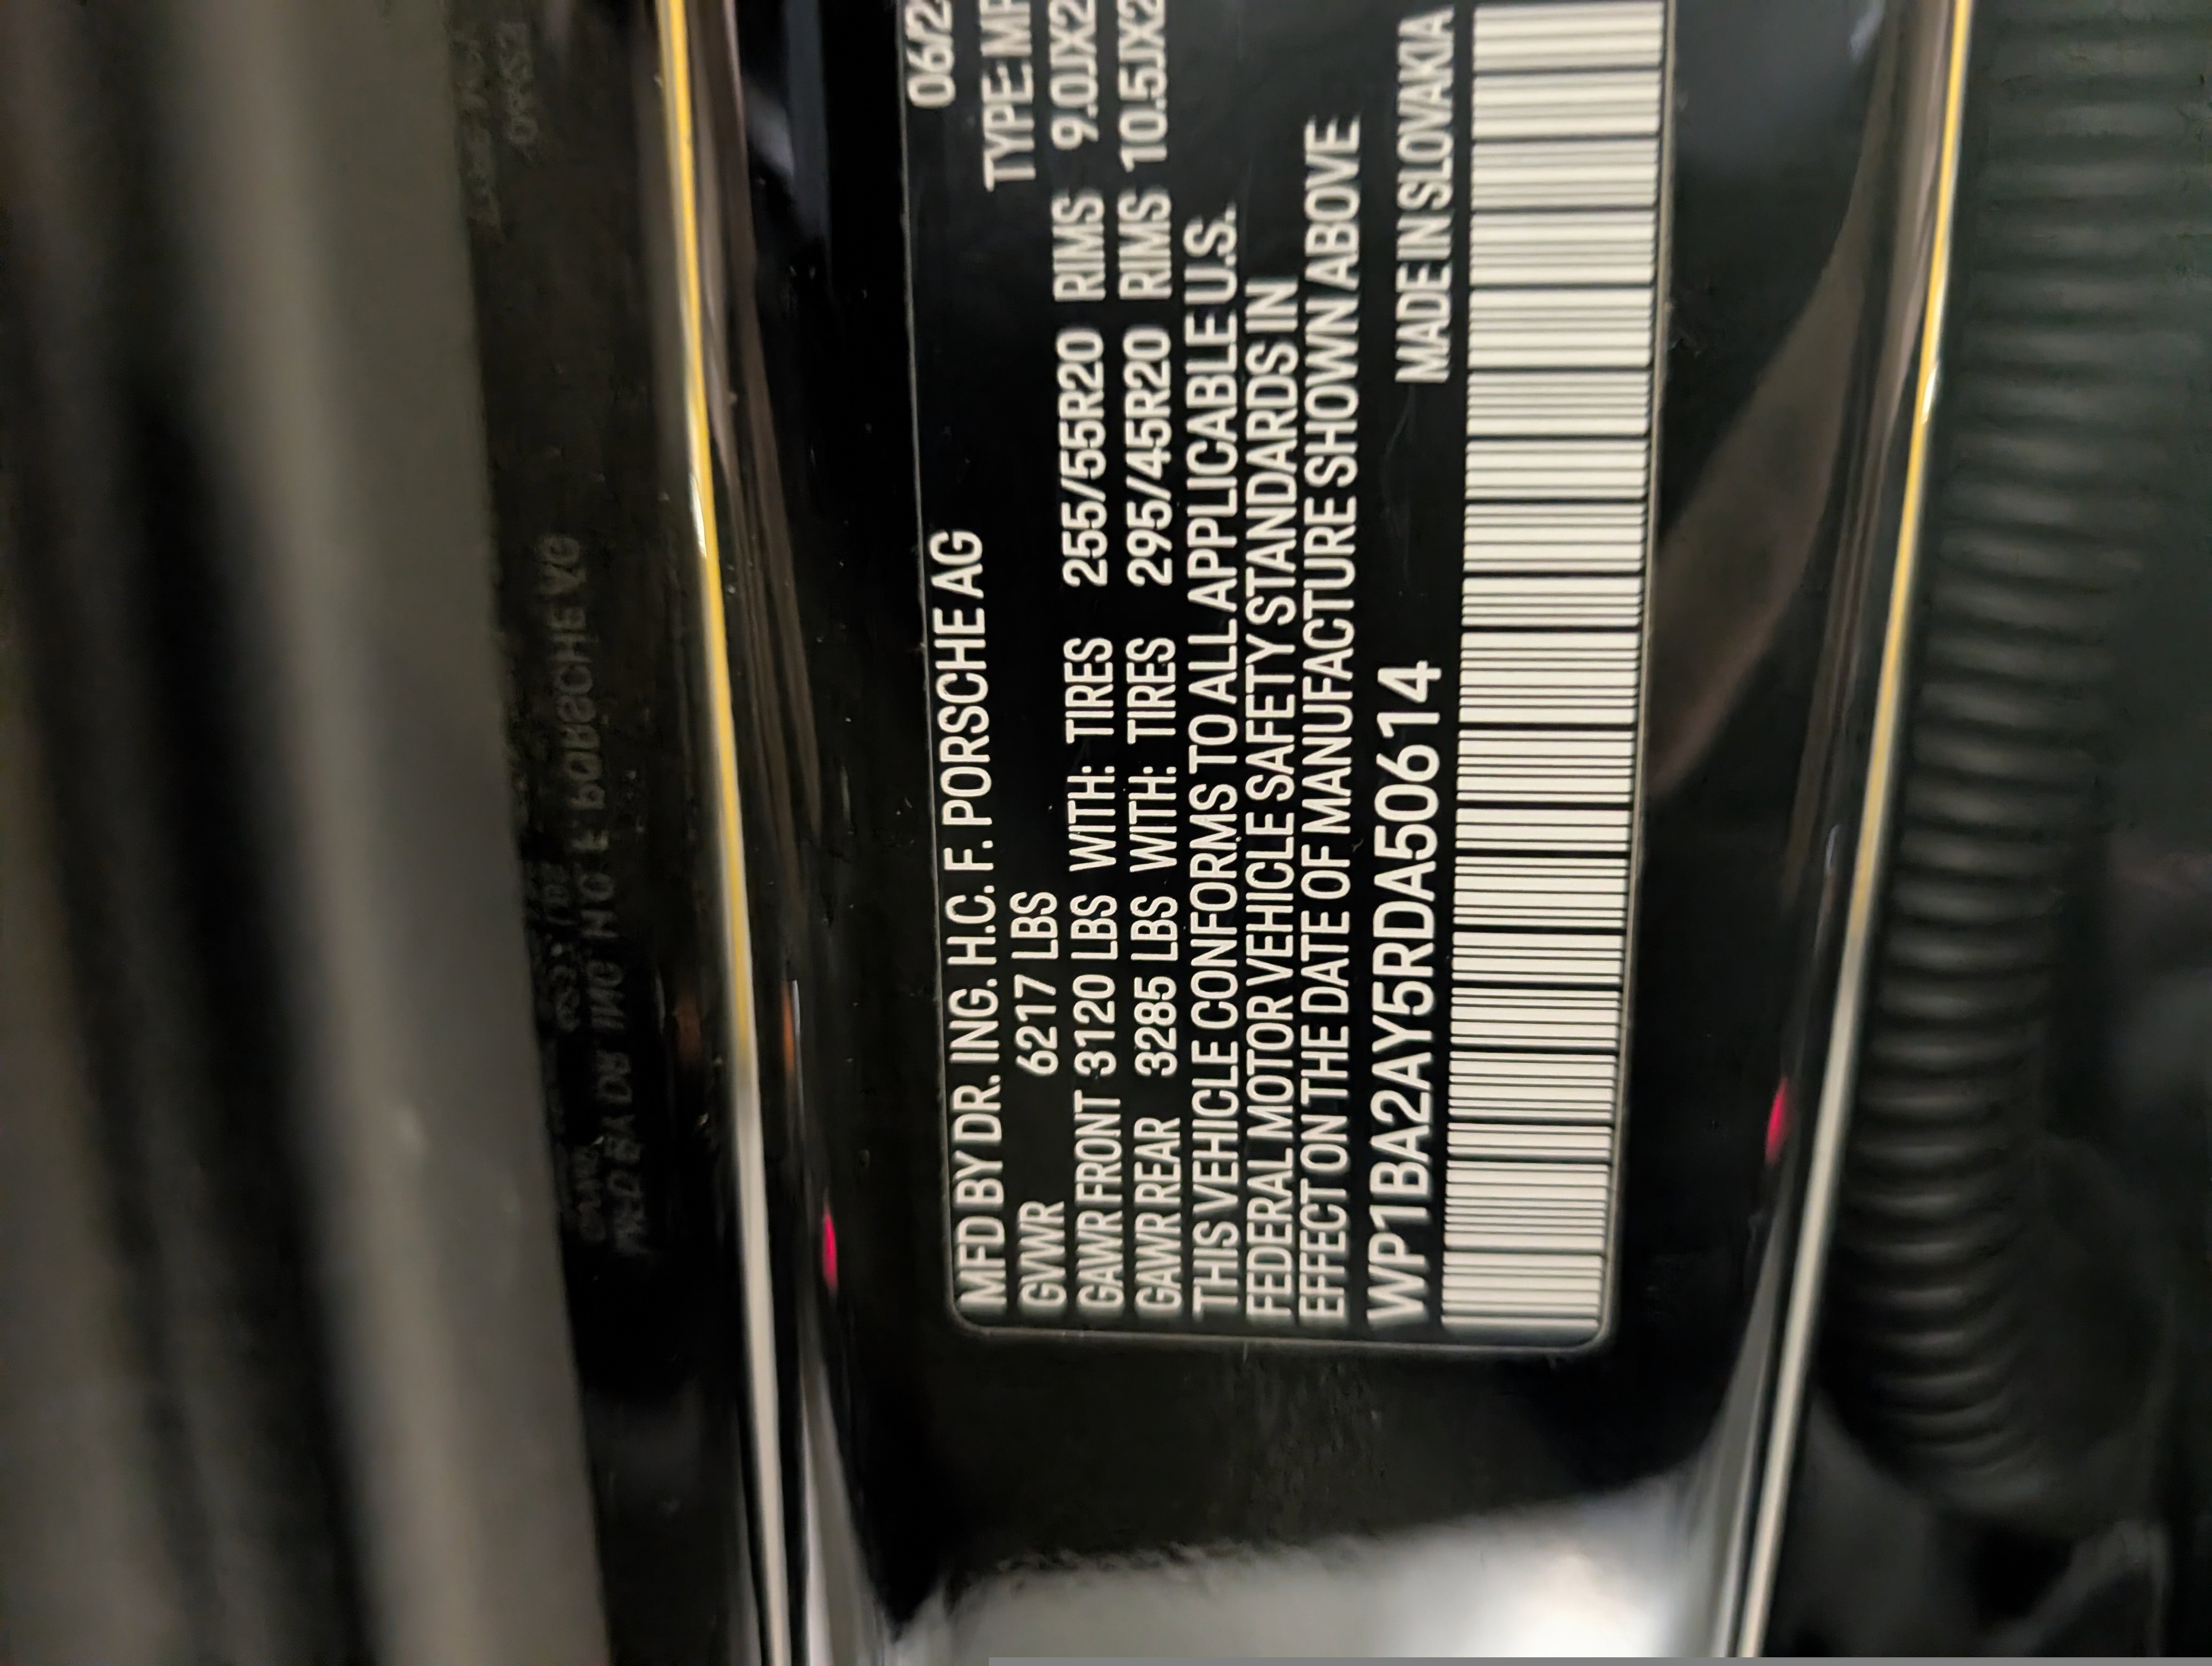 MFD BY DR. ING. H.C. F. PORSCHE AG 06/2
GVWR 6217 LBS TYPE: MP
GAWR FRONT 3120 LBS WITH: TIRES 255/55R20 RIMS 9.0JX2
GAWR REAR 3285 LBS WITH: TIRES 295/45R20 RIMS 10.5JX2
THIS VEHICLE CONFORMS TO ALL APPLICABLE U.S.
FEDERAL MOTOR VEHICLE SAFETY STANDARDS IN
EFFECT ON THE DATE OF MANUFACTURE SHOWN ABOVE
WP1BA2AY5RDA50614 MADE IN SLOVAKIA